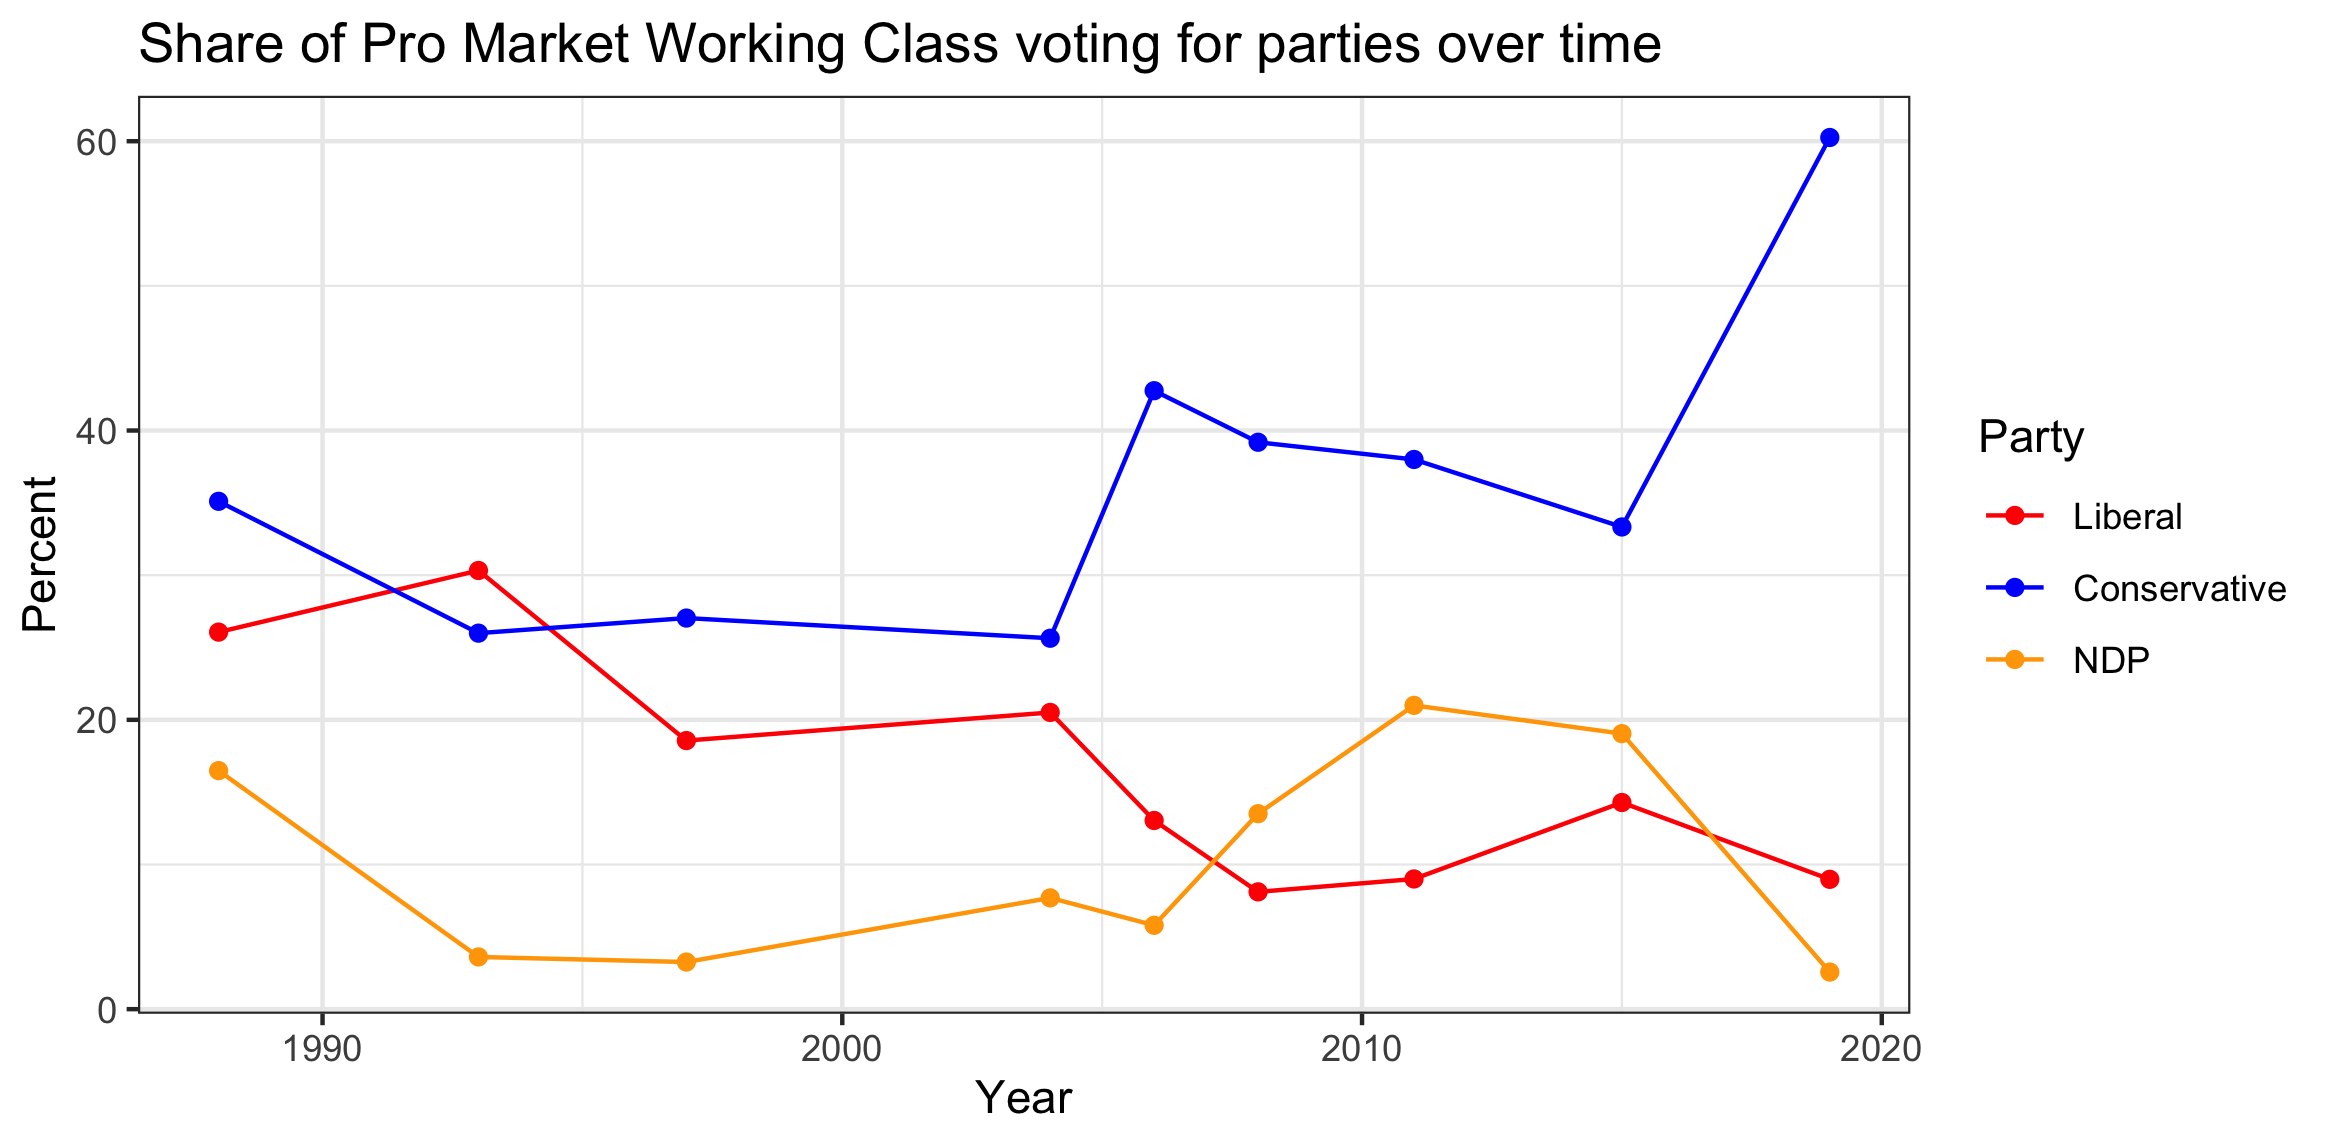 Share of Pro Market Working Class voting for parties over time
60
40
20
0
Percent
1990
2000
2010
2020
Year
Party
Liberal
Conservative
NDP